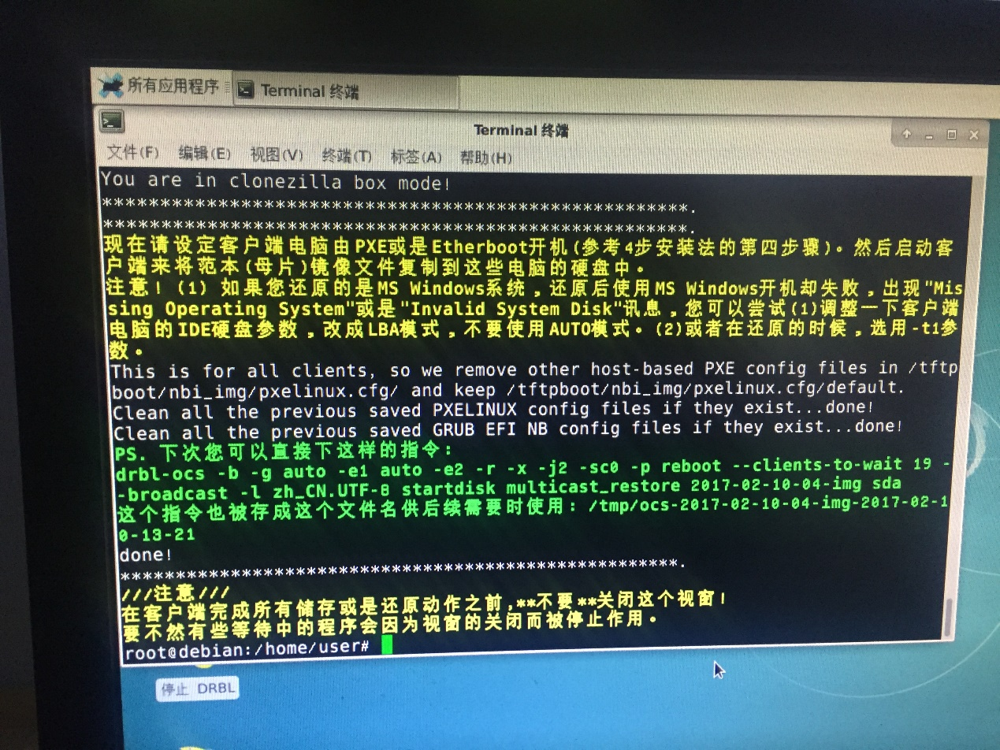 所有应用程序 Terminal 终端
Terminal 终端
文件(F) 编辑(E) 视图(V) 终端(T) 标签(A) 帮助(H)
You are in clonezilla box mode!
***************************************************.
***************************************************.
现在请设定客户端电脑由PXE或是Etherboot开机(参考4步安装法的第四步骤)。然后启动客
户端来将范本(母片)镜像文件复制到这些电脑的硬盘中。
注意！(1) 如果您还原的是MS Windows系统，还原后使用MS Windows开机却失败，出现"Mis
sing Operating System"或是"Invalid System Disk"讯息，您可以尝试(1)调整一下客户端
电脑的IDE硬盘参数，改成LBA模式，不要使用AUTO模式。(2)或者在还原的时候，选用-t1参
数。
This is for all clients, so we remove other host-based PXE config files in /tftp
boot/nbi_img/pxelinux.cfg/ and keep /tftpboot/nbi_img/pxelinux.cfg/default.
Clean all the previous saved PXELINUX config files if they exist...done!
Clean all the previous saved GRUB EFI NB config files if they exist...done!
PS. 下次您可以直接下这样的指令：
drbl-ocs -b -g auto -e1 auto -e2 -r -x -j2 -sc0 -p reboot --clients-to-wait 19 -
-broadcast -l zh_CN.UTF-8 startdisk multicast_restore 2017-02-10-04-img sda
这个指令也被存成这个文件名供后续需要时使用：/tmp/ocs-2017-02-10-04-img-2017-02-1
0-13-21
done!
***************************************************.
///注意///
在客户端完成所有储存或是还原动作之前,**不要**关闭这个视窗！
要不然有些等待中的程序会因为视窗的关闭而被停止作用。
root@debian:/home/user#
停止 DRBL